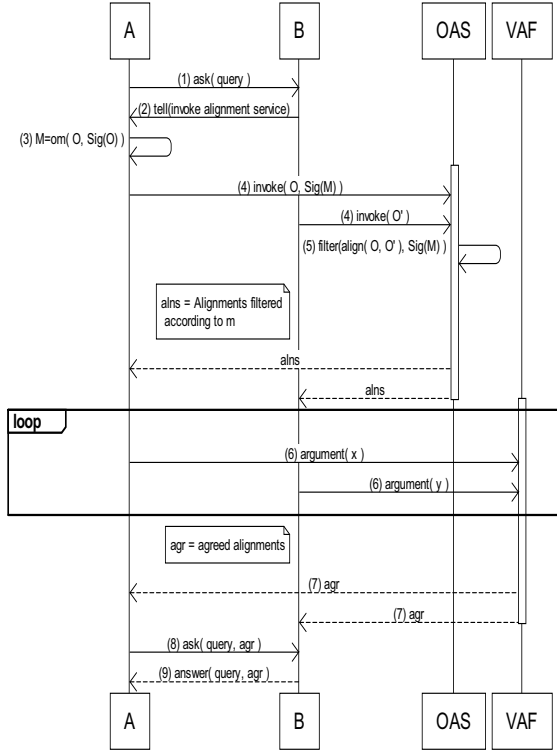 A
B
OAS
VAF
(1) ask( query )
(2) tell(invoke alignment service)
(3) M=om( O, Sig(O) )
(4) invoke( O, Sig(M) )
(4) invoke( O' )
(5) filter(align( O, O' ), Sig(M) )
alns = Alignments filtered
according to m
alns
alns
loop
(6) argument( x )
(6) argument( y )
agr = agreed alignments
(7) agr
(7) agr
(8) ask( query, agr )
(9) answer( query, agr )
A
B
OAS
VAF